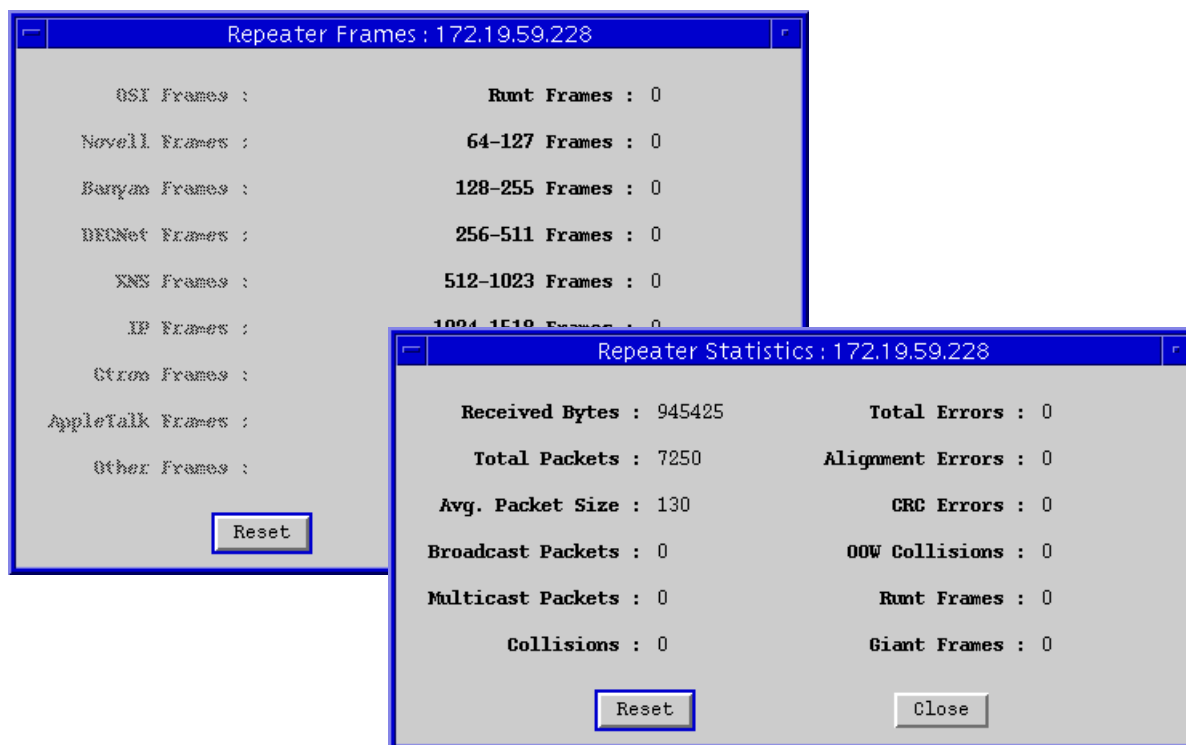 Repeater Frames : 172.19.59.228
OSI Frames :
Runt Frames : 0
Novell Frames :
64-127 Frames : 0
Banyan Frames :
128-255 Frames : 0
DECNet Frames :
256-511 Frames : 0
XNS Frames :
512-1023 Frames : 0
IP Frames :
1024-1518 Frames : 0
Ctron Frames :
AppleTalk Frames :
Other Frames :
Reset
Repeater Statistics : 172.19.59.228
Received Bytes : 945425
Total Errors : 0
Total Packets : 7250
Alignment Errors : 0
Avg. Packet Size : 130
CRC Errors : 0
Broadcast Packets : 0
OOW Collisions : 0
Multicast Packets : 0
Runt Frames : 0
Collisions : 0
Giant Frames : 0
Reset
Close